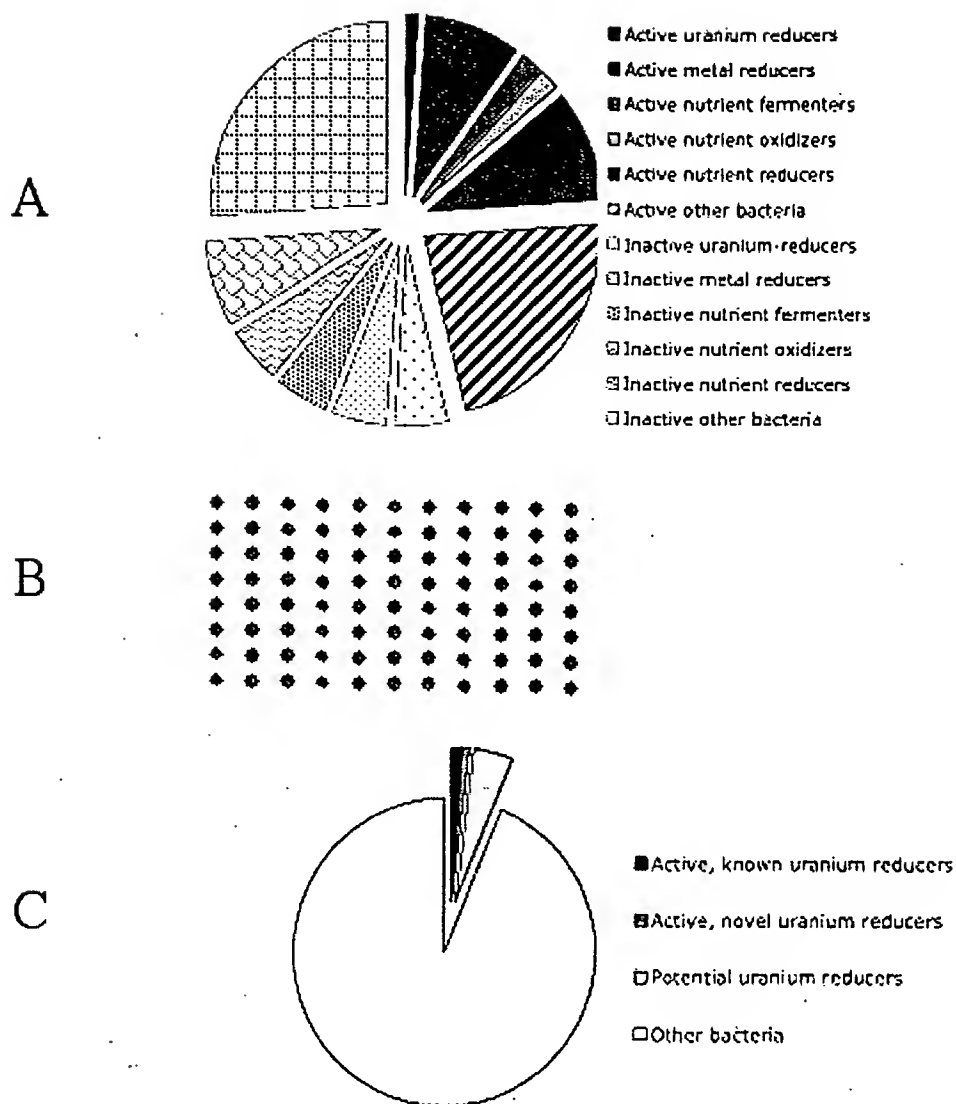 Active uranium reducers
Active metal reducers
Active nutrient fermenters
Active nutrient oxidizers
Active nutrient reducers
A
Active other bacteria
Inactive uranium-reducers
Inactive metal reducers
Inactive nutrient fermenters
Inactive nutrient oxidizers
Inactive nutrient reducers
Inactive other bacteria
B
C
Active, known uranium reducers
Active, novel uranium reducers
Potential uranium reducers
Other bacteria